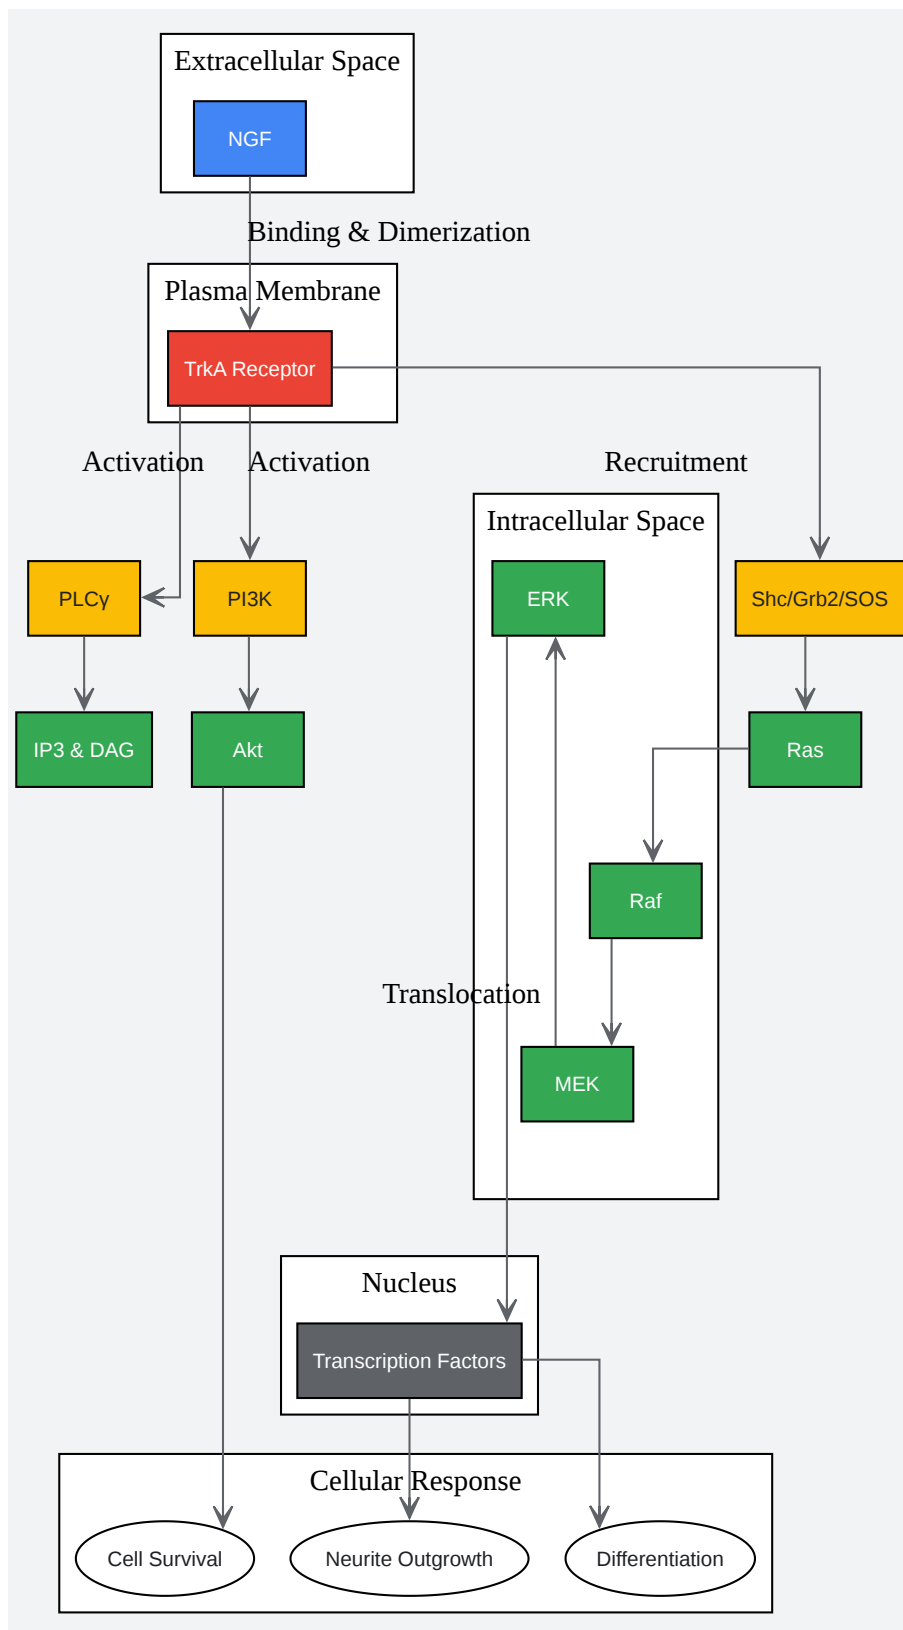 Extracellular Space
NGF
Binding & Dimerization
Plasma Membrane
TrkA Receptor
Activation
Activation
Recruitment
Intracellular Space
PLCγ
PI3K
ERK
Shc/Grb2/SOS
IP3 & DAG
Akt
Ras
Raf
Translocation
MEK
Nucleus
Transcription Factors
Cellular Response
Cell Survival
Neurite Outgrowth
Differentiation